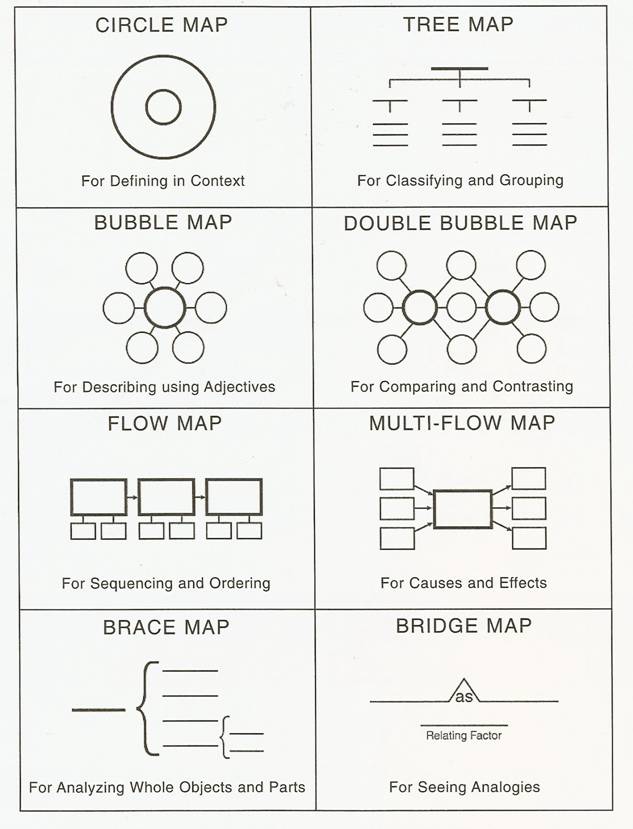 CIRCLE MAP
For Defining in Context
TREE MAP
For Classifying and Grouping
BUBBLE MAP
For Describing using Adjectives
DOUBLE BUBBLE MAP
For Comparing and Contrasting
FLOW MAP
For Sequencing and Ordering
MULTI-FLOW MAP
For Causes and Effects
BRACE MAP
For Analyzing Whole Objects and Parts
BRIDGE MAP
as
Relating Factor
For Seeing Analogies